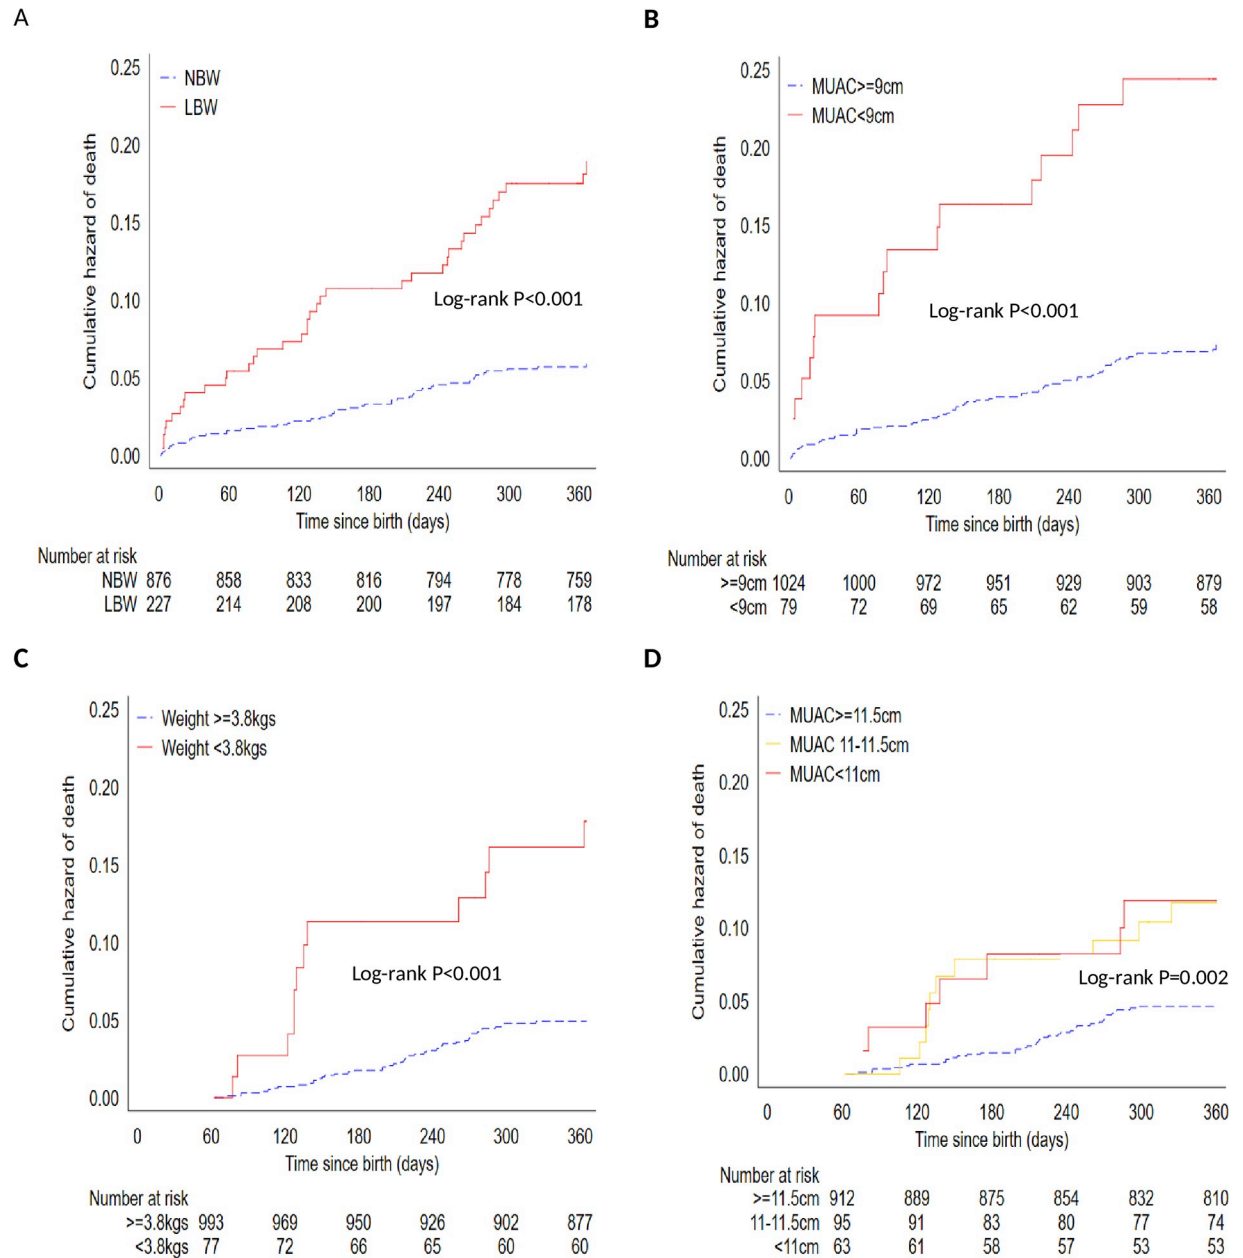 A
0.25
0.20
0.15
0.10
0.05
0.00
Cumulative hazard of death
NBW
LBW
Log-rank P<0.001
0 60 120 180 240 300 360
Time since birth (days)
Number at risk
NBW 876 858 833 816 794 778 759
LBW 227 214 208 200 197 184 178
B
0.25
0.20
0.15
0.10
0.05
0.00
Cumulative hazard of death
MUAC>=9cm
MUAC<9cm
Log-rank P<0.001
0 60 120 180 240 300 360
Time since birth (days)
Number at risk
>=9cm 1024 1000 972 951 929 903 879
<9cm 79 72 69 65 62 59 58
C
0.25
0.20
0.15
0.10
0.05
0.00
Cumulative hazard of death
Weight >=3.8kgs
Weight <3.8kgs
Log-rank P<0.001
0 60 120 180 240 300 360
Time since birth (days)
Number at risk
>=3.8kgs 993 969 950 926 902 877
<3.8kgs 77 72 66 65 60 60
D
0.25
0.20
0.15
0.10
0.05
0.00
Cumulative hazard of death
MUAC>=11.5cm
MUAC 11-11.5cm
MUAC<11cm
Log-rank P=0.002
0 60 120 180 240 300 360
Time since birth (days)
Number at risk
>=11.5cm 912 889 875 854 832 810
11-11.5cm 95 91 83 80 77 74
<11cm 63 61 58 57 53 53